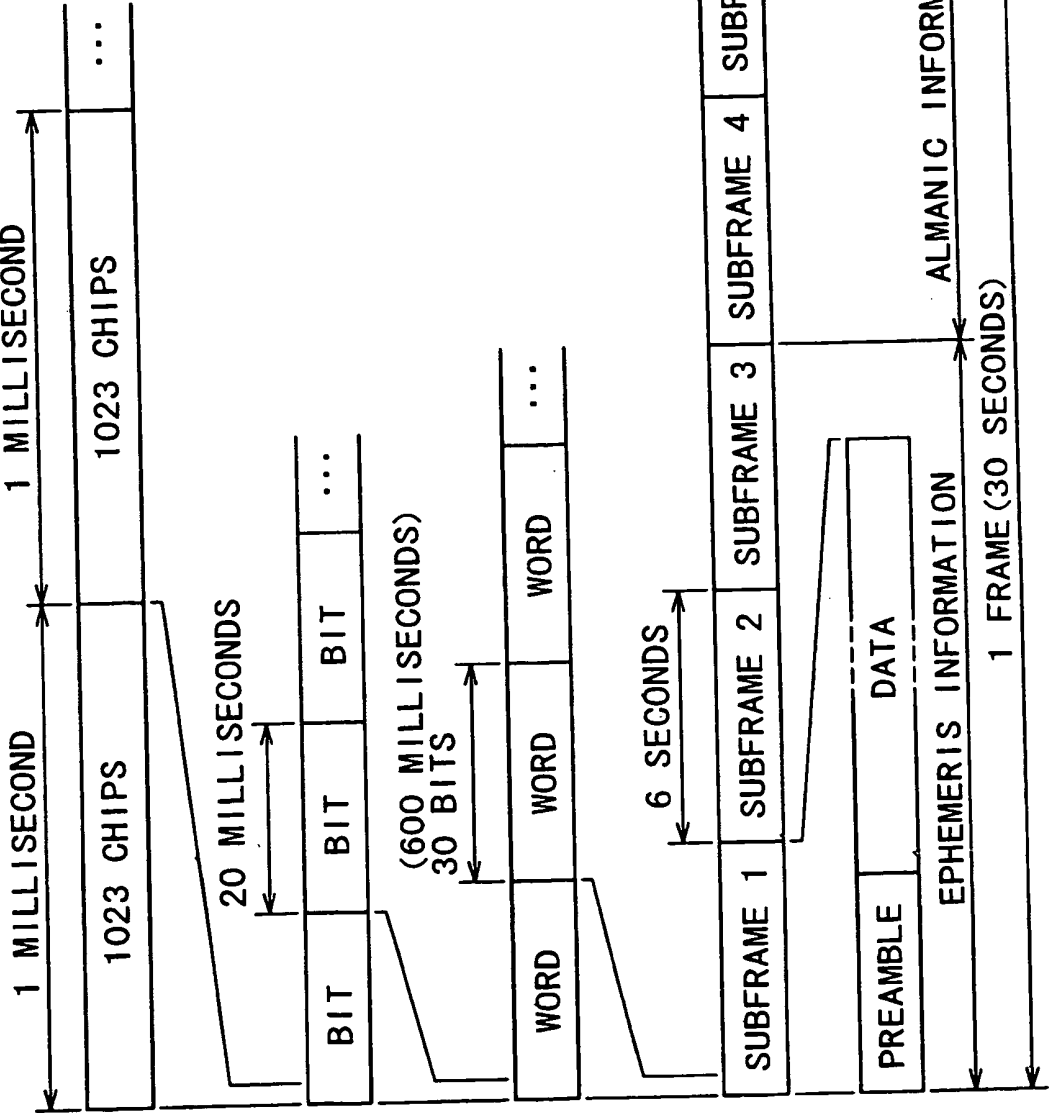 1 MILLISECOND
1 MILLISECOND
1023 CHIPS
1023 CHIPS
...
20 MILLISECONDS
BIT
BIT
BIT
...
(600 MILLISECONDS)
30 BITS
WORD
WORD
WORD
...
6 SECONDS
SUBFRAME 1
SUBFRAME 2
SUBFRAME 3
SUBFRAME 4
SUBF
PREAMBLE
DATA
EPHEMERIS INFORMATION
ALMANIC INFORM
1 FRAME (30 SECONDS)